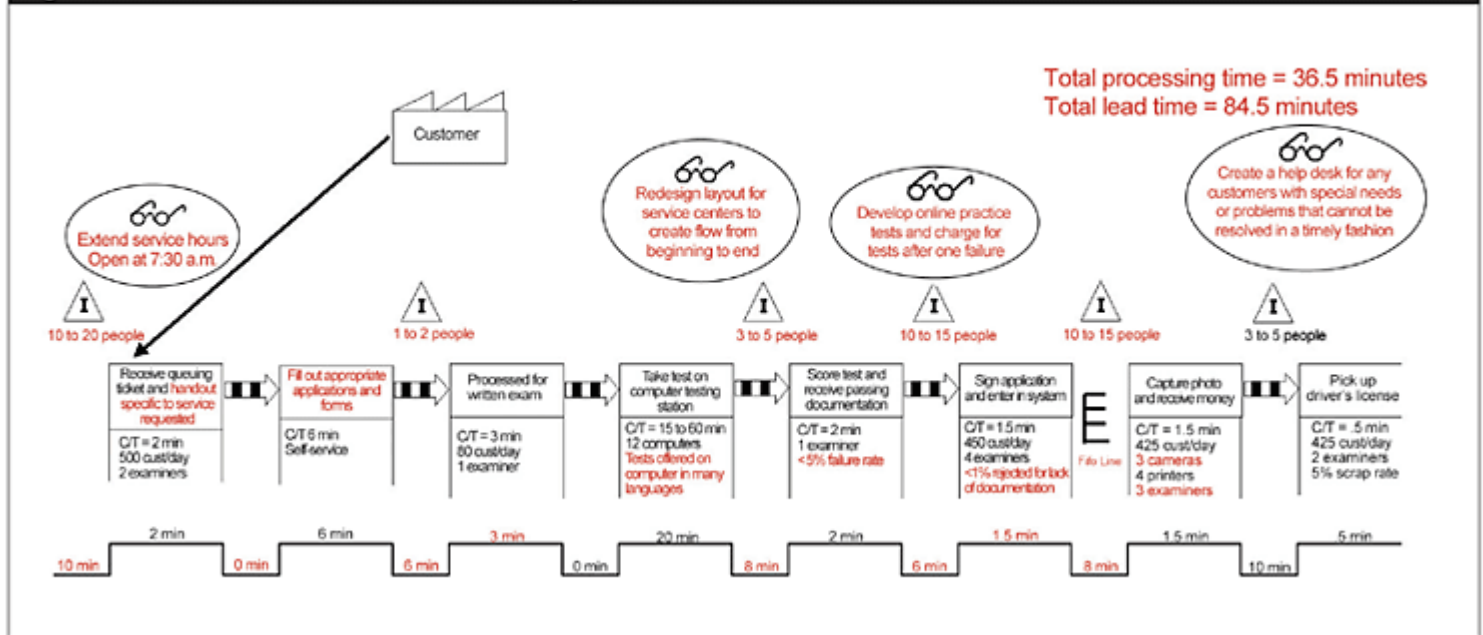 Total processing time = 36.5 minutes
Total lead time = 84.5 minutes
Customer
Extend service hours
Open at 7:30 a.m.
Redesign layout for
service centers to
create flow from
beginning to end
Develop online practice
tests and charge for
tests after one failure
Create a help desk for any
customers with special needs
or problems that cannot be
resolved in a timely fashion
I
10 to 20 people
I
1 to 2 people
I
3 to 5 people
I
10 to 15 people
I
10 to 15 people
I
3 to 5 people
Receive queuing
ticket and handout
specific to service
requested
C/T = 2 min
500 cust/day
2 examiners
Fill out appropriate
applications and
forms
C/T 6 min
Self-service
Processed for
written exam
C/T = 3 min
80 cust/day
1 examiner
Take test on
computer testing
station
C/T = 15 to 60 min
12 computers
Tests offered on
computer in many
languages
Score test and
receive passing
documentation
C/T = 2 min
1 examiner
<5% failure rate
Sign application
and enter in system
C/T = 1.5 min
450 cust/day
4 examiners
<1% rejected for lack
of documentation
Fifo Line
Capture photo
and receive money
C/T = 1.5 min
425 cust/day
3 cameras
4 printers
3 examiners
Pick up
driver's license
C/T = .5 min
425 cust/day
2 examiners
5% scrap rate
10 min
2 min
0 min
6 min
6 min
3 min
0 min
20 min
8 min
2 min
6 min
1.5 min
8 min
1.5 min
10 min
5 min